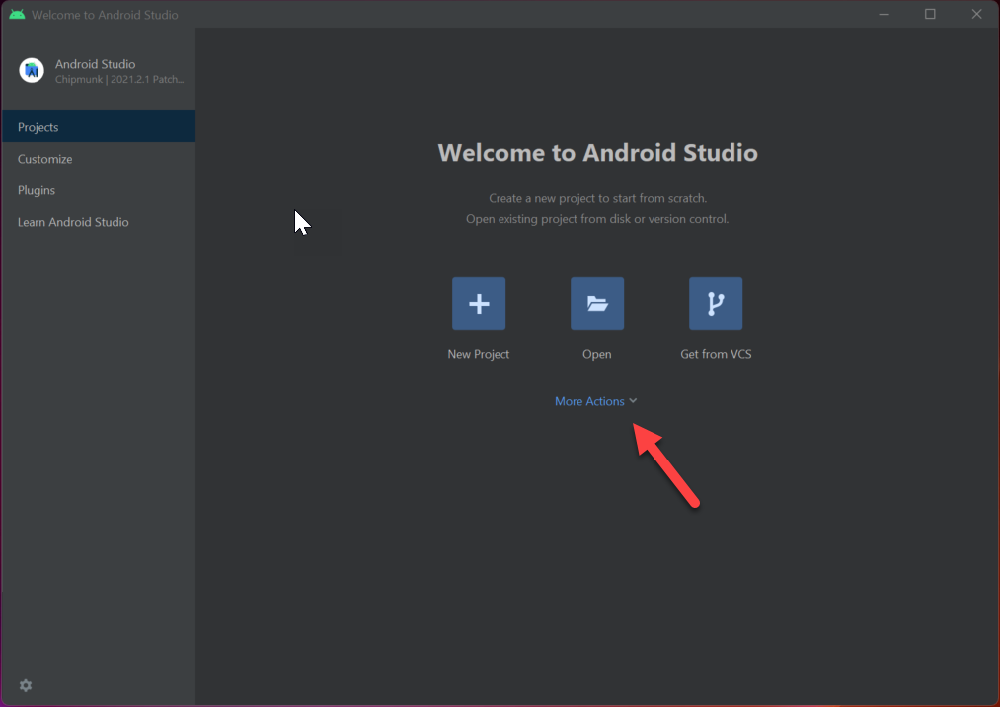 Welcome to Android Studio
Android Studio
Chipmunk | 2021.2.1 Patch...
Projects
Customize
Plugins
Learn Android Studio
Welcome to Android Studio
Create a new project to start from scratch.
Open existing project from disk or version control.
New Project
Open
Get from VCS
More Actions